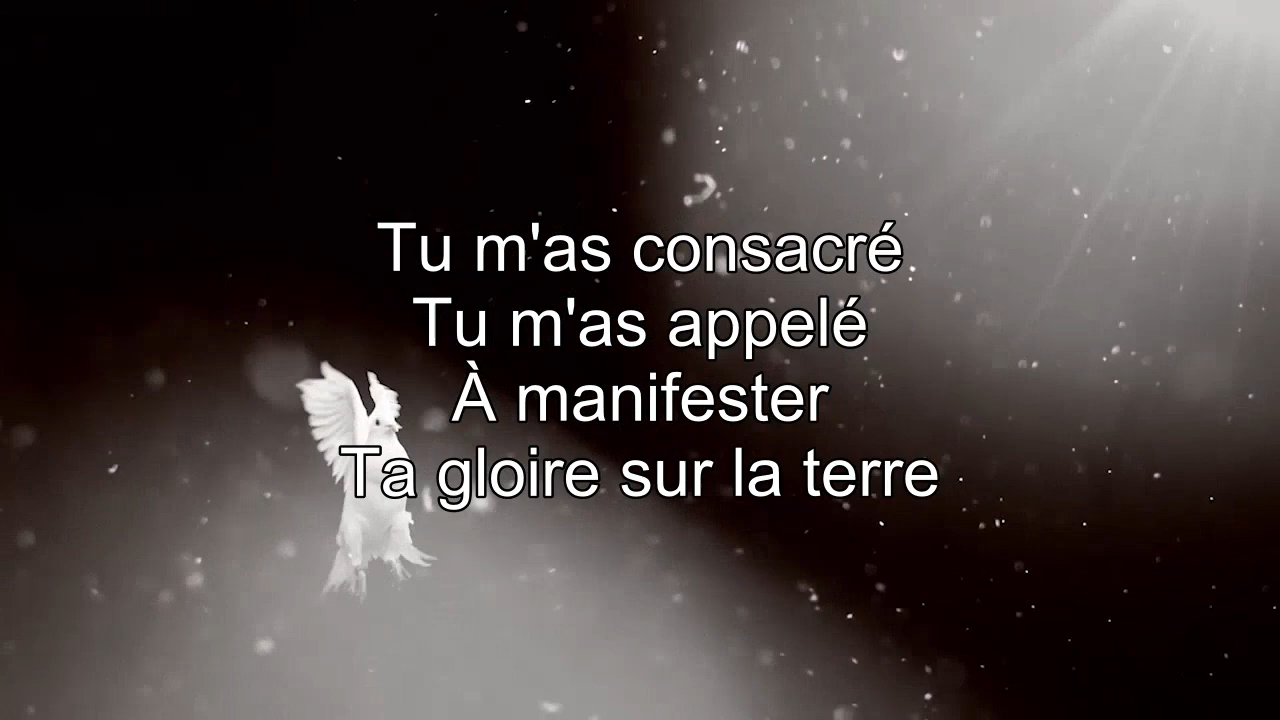 Tu m'as consacré
Tu m'as appelé
À manifester
Ta gloire sur la terre